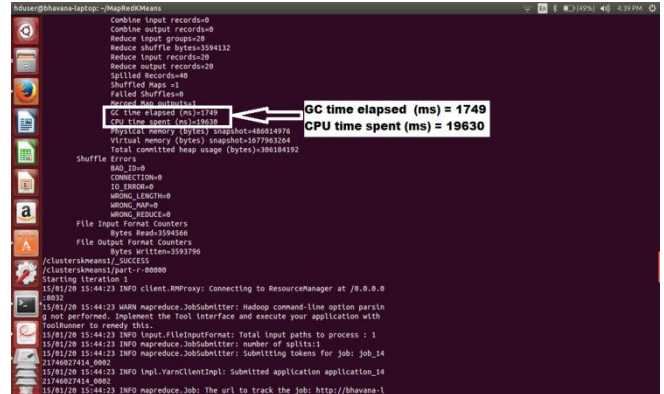 hduser@bhavana-laptop: ~/MapRedKMeans
En (49%) 4:39 PM
Combine input records=0
Combine output records=0
Reduce input groups=20
Reduce shuffle bytes=3594132
Reduce input records=20
Reduce output records=20
Spilled Records=40
Shuffled Maps =1
Failed Shuffles=0
Merged Map outputs=1
GC time elapsed (ms)=1749
CPU time spent (ms)=19630
GC time elapsed (ms) = 1749
CPU time spent (ms) = 19630
Physical memory (bytes) snapshot=486014976
Virtual memory (bytes) snapshot=1677963264
Total committed heap usage (bytes)=306184192
Shuffle Errors
BAD_ID=0
CONNECTION=0
IO_ERROR=0
WRONG_LENGTH=0
WRONG_MAP=0
WRONG_REDUCE=0
File Input Format Counters
Bytes Read=3594566
File Output Format Counters
Bytes Written=3593796
/clusterskmeans1/_SUCCESS
/clusterskmeans1/part-r-00000
Starting iteration 1
15/01/20 15:44:23 INFO client.RMProxy: Connecting to ResourceManager at /0.0.0.0
:8032
15/01/20 15:44:23 WARN mapreduce.JobSubmitter: Hadoop command-line option parsin
g not performed. Implement the Tool interface and execute your application with
ToolRunner to remedy this.
15/01/20 15:44:23 INFO input.FileInputFormat: Total input paths to process : 1
15/01/20 15:44:23 INFO mapreduce.JobSubmitter: number of splits:1
15/01/20 15:44:23 INFO mapreduce.JobSubmitter: Submitting tokens for job: job_14
21746027414_0002
15/01/20 15:44:23 INFO impl.YarnClientImpl: Submitted application application_14
21746027414_0002
15/01/20 15:44:23 INFO mapreduce.Job: The url to track the job: http://bhavana-l